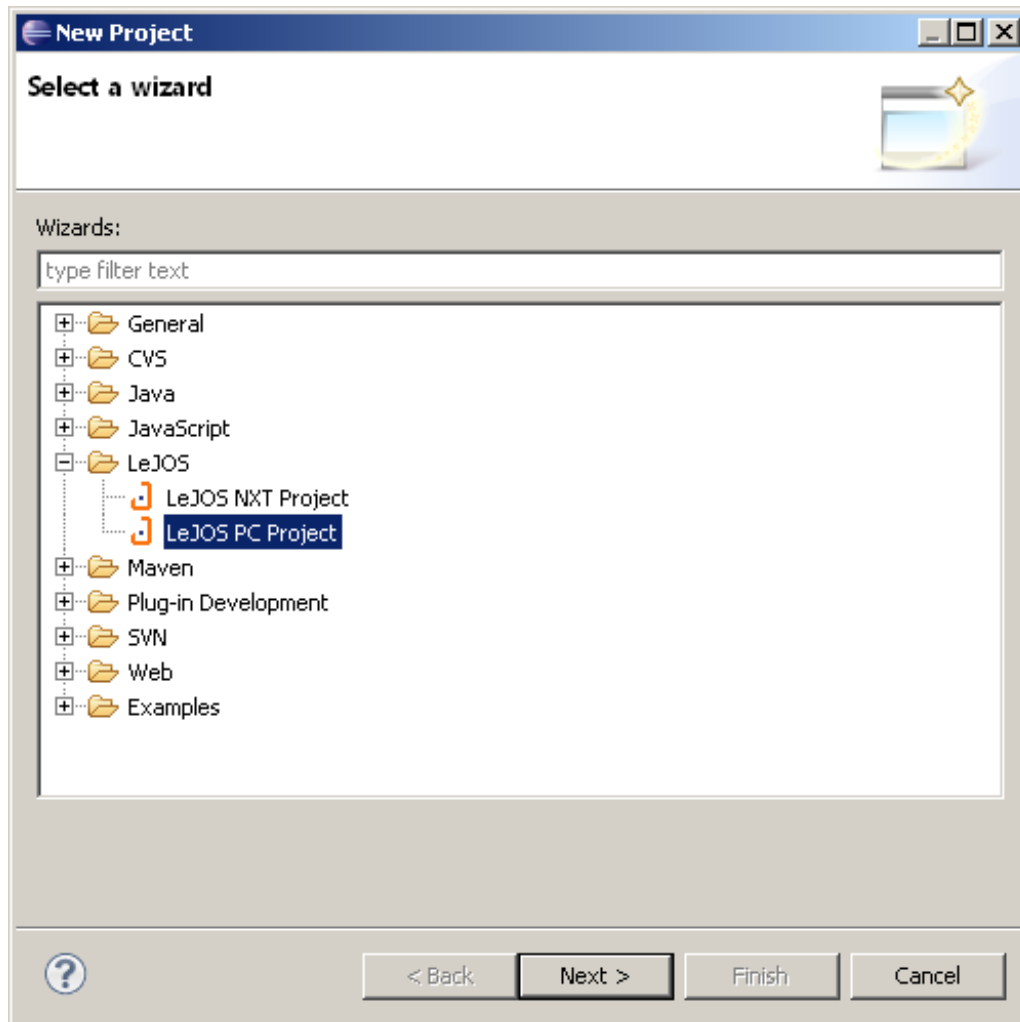 New Project
Select a wizard
Wizards:
type filter text
General
CVS
Java
JavaScript
LeJOS
LeJOS NXT Project
LeJOS PC Project
Maven
Plug-in Development
SVN
Web
Examples
? < Back Next > Finish Cancel